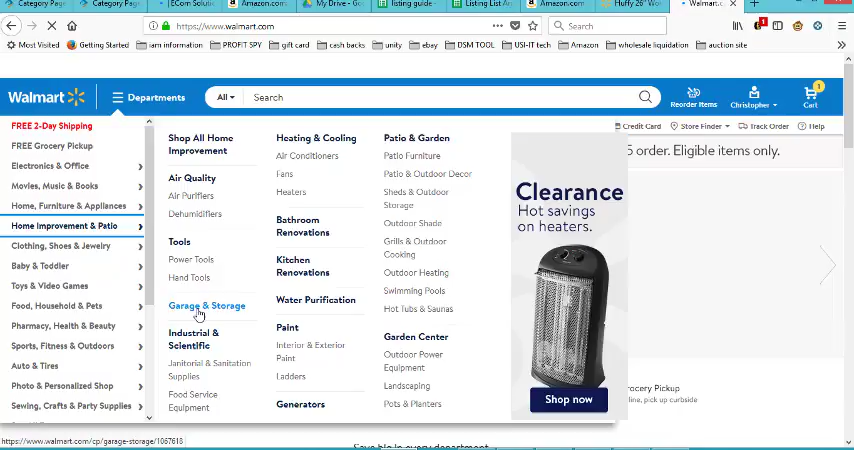 Category Page
Category Page
ECom Soluti
Amazon.com
My Drive - Go
listing guide -
Listing List Ar
Amazon.com
Huffy 26" W
Walmart.c
https://www.walmart.com
Search
Most Visited
Getting Started
iam information
PROFIT SPY
gift card
cash backs
unity
ebay
DSM TOOL
USI-IT tech
Amazon
wholesale liquidation
auction site
Walmart
Departments
All
Search
Reorder Items
Christopher
1
Cart
Credit Card
Store Finder
Track Order
Help
5 order. Eligible items only.
FREE 2-Day Shipping
FREE Grocery Pickup
Electronics & Office
Movies, Music & Books
Home, Furniture & Appliances
Home Improvement & Patio
Clothing, Shoes & Jewelry
Baby & Toddler
Toys & Video Games
Food, Household & Pets
Pharmacy, Health & Beauty
Sports, Fitness & Outdoors
Auto & Tires
Photo & Personalized Shop
Sewing, Crafts & Party Supplies
Shop All Home
Improvement
Air Quality
Air Purifiers
Dehumidifiers
Tools
Power Tools
Hand Tools
Garage & Storage
Industrial &
Scientific
Janitorial & Sanitation
Supplies
Food Service
Equipment
Heating & Cooling
Air Conditioners
Fans
Heaters
Bathroom
Renovations
Kitchen
Renovations
Water Purification
Paint
Interior & Exterior
Paint
Ladders
Generators
Patio & Garden
Patio Furniture
Patio & Outdoor Decor
Sheds & Outdoor
Storage
Outdoor Shade
Grills & Outdoor
Cooking
Outdoor Heating
Swimming Pools
Hot Tubs & Saunas
Garden Center
Outdoor Power
Equipment
Landscaping
Pots & Planters
Clearance
Hot savings
on heaters.
Shop now
rocery Pickup
line, pick up curbside
https://www.walmart.com/cp/garage-storage/1067618
Save big in every department